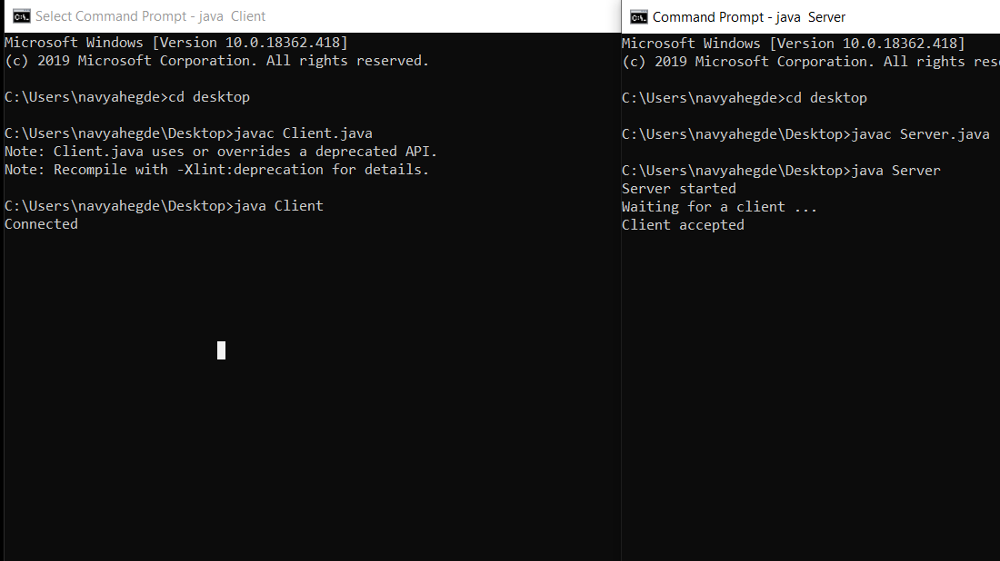 Select Command Prompt - java  Client
Microsoft Windows [Version 10.0.18362.418]
(c) 2019 Microsoft Corporation. All rights reserved.
C:\Users\navyahegde>cd desktop
C:\Users\navyahegde\Desktop>javac Client.java
Note: Client.java uses or overrides a deprecated API.
Note: Recompile with -Xlint:deprecation for details.
C:\Users\navyahegde\Desktop>java Client
Connected
Command Prompt - java  Server
Microsoft Windows [Version 10.0.18362.418]
(c) 2019 Microsoft Corporation. All rights res
C:\Users\navyahegde>cd desktop
C:\Users\navyahegde\Desktop>javac Server.java
C:\Users\navyahegde\Desktop>java Server
Server started
Waiting for a client ...
Client accepted